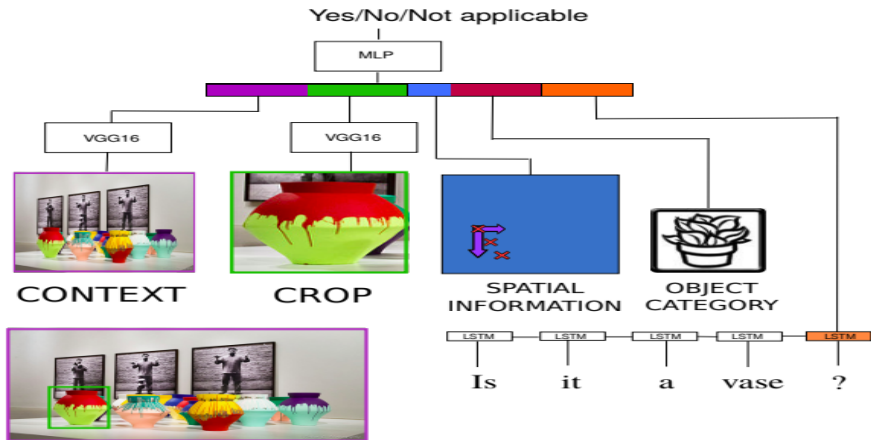 Yes/No/Not applicable
MLP
VGG16
VGG16
CONTEXT
CROP
SPATIAL
INFORMATION
OBJECT
CATEGORY
LSTM LSTM LSTM LSTM LSTM
Is it a vase ?